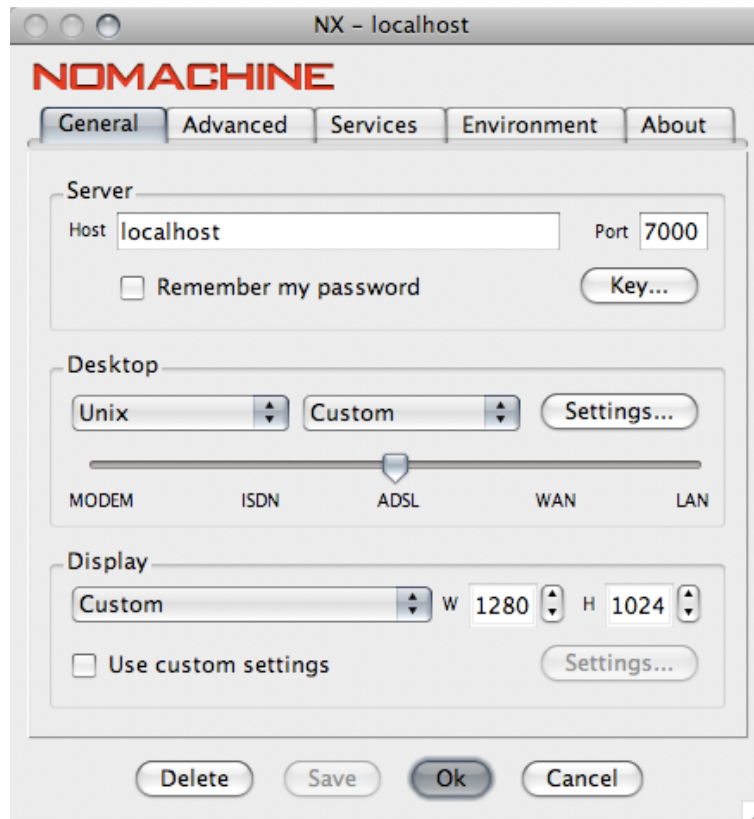 NX – localhost
NOMACHINE
General Advanced Services Environment About
Server
Host localhost Port 7000
Remember my password Key...
Desktop
Unix Custom Settings...
MODEM ISDN ADSL WAN LAN
Display
Custom W 1280 H 1024
Use custom settings Settings...
Delete Save Ok Cancel